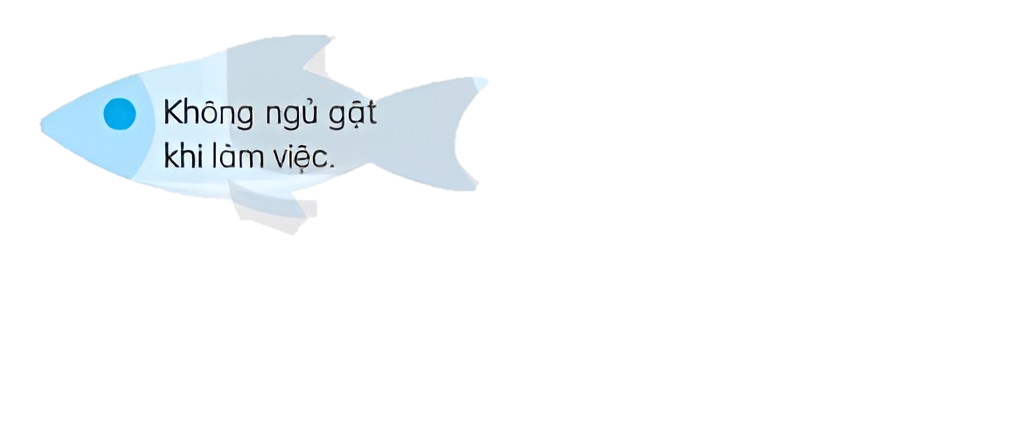 Không ngủ gật
khi làm việc.